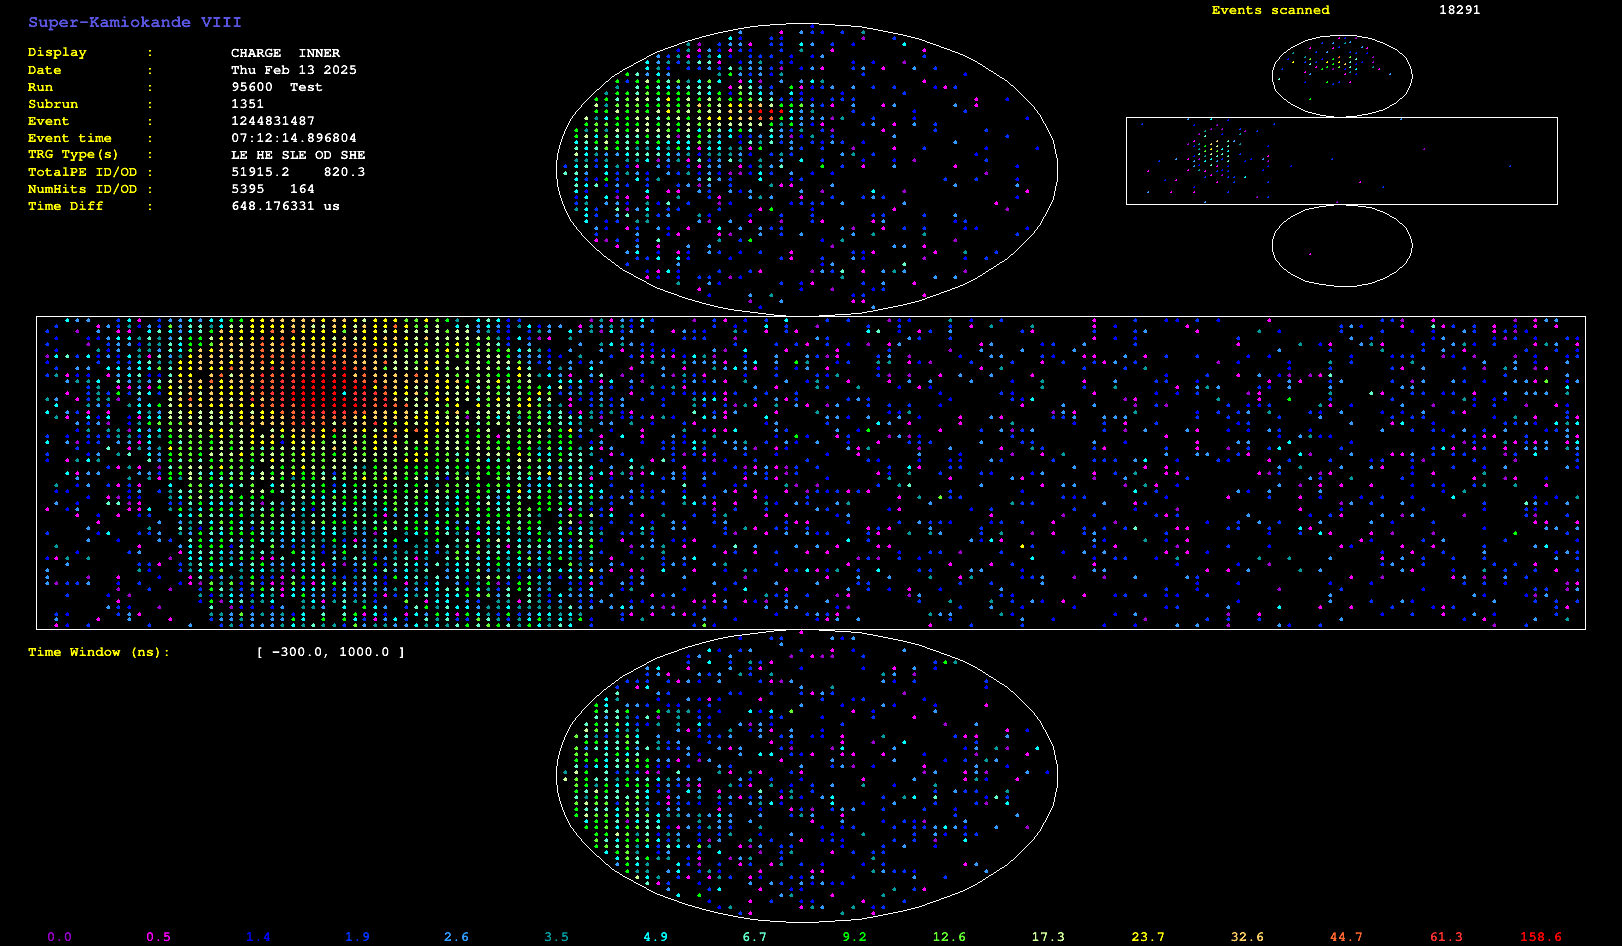 Super-Kamiokande VIII
Events scanned 18291
Display : CHARGE INNER
Date : Thu Feb 13 2025
Run : 95600 Test
Subrun : 1351
Event : 1244831487
Event time : 07:12:14.896804
TRG Type(s) : LE HE SLE OD SHE
TotalPE ID/OD : 51915.2 820.3
NumHits ID/OD : 5395 164
Time Diff : 648.176331 us
Time Window (ns): [ -300.0, 1000.0 ]
0.0 0.5 1.4 1.9 2.6 3.5 4.9 6.7 9.2 12.6 17.3 23.7 32.6 44.7 61.3 158.6